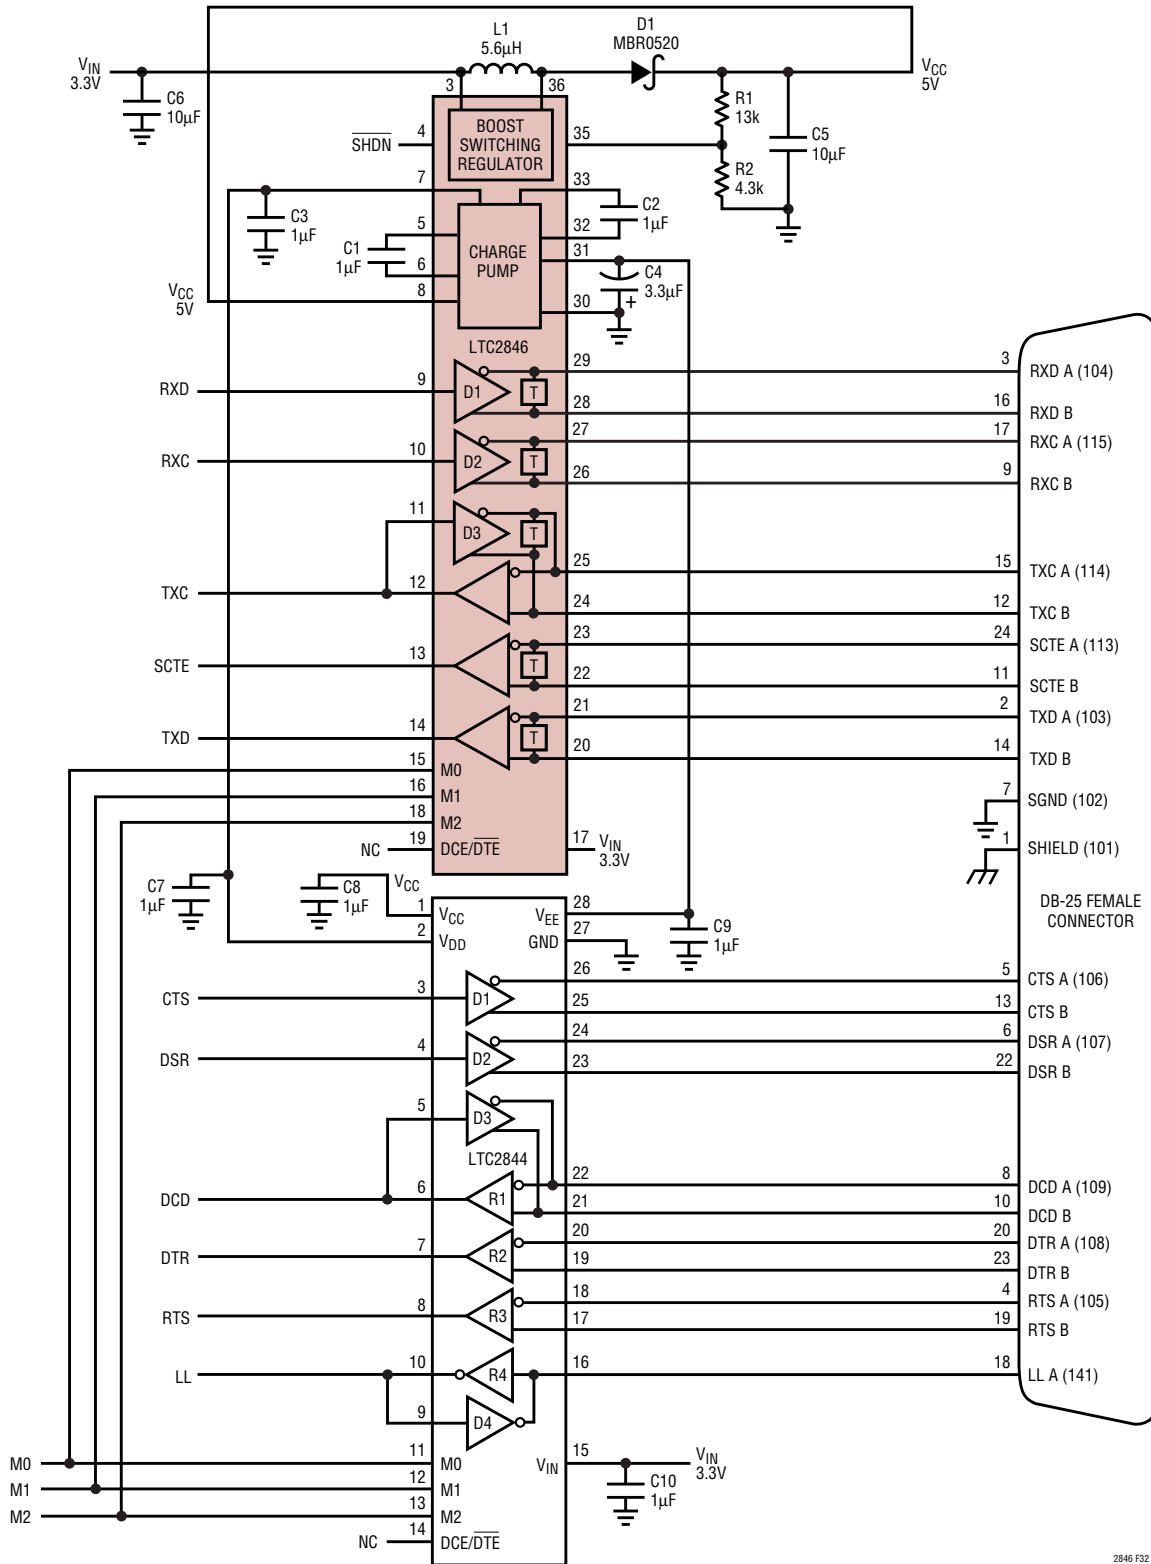 L1
5.6µH
D1
MBR0520
VIN
3.3V
3
36
VCC
5V
C6
10µF
BOOST
SWITCHING
REGULATOR
R1
13k
C5
10µF
SHDN
4
35
R2
4.3k
7
33
C3
1µF
C2
1µF
5
32
C1
1µF
CHARGE
PUMP
31
6
C4
3.3µF
+
VCC
5V
8
30
LTC2846
RXD
9
D1
T
29
28
3
RXD A (104)
16
RXD B
RXC
10
D2
T
27
26
17
RXC A (115)
9
RXC B
11
D3
T
TXC
12
25
24
15
TXC A (114)
12
TXC B
SCTE
13
T
23
22
24
SCTE A (113)
11
SCTE B
TXD
14
T
21
20
2
TXD A (103)
14
TXD B
15
M0
16
M1
18
M2
NC
19
DCE/DTE
17
VIN
3.3V
7
SGND (102)
1
SHIELD (101)
DB-25 FEMALE
CONNECTOR
C7
1µF
C8
1µF
VCC
1
VCC
2
VDD
VEE
28
GND
27
C9
1µF
CTS
3
D1
26
25
5
CTS A (106)
13
CTS B
DSR
4
D2
24
23
6
DSR A (107)
22
DSR B
5
D3
LTC2844
DCD
6
R1
22
21
8
DCD A (109)
10
DCD B
DTR
7
R2
20
19
20
DTR A (108)
23
DTR B
RTS
8
R3
18
17
4
RTS A (105)
19
RTS B
LL
10
R4
16
18
LL A (141)
9
D4
M0
11
M0
VIN
15
VIN
3.3V
M1
12
M1
C10
1µF
M2
13
M2
NC
14
DCE/DTE
2846 F32